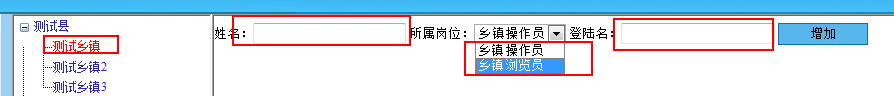 测试县
测试乡镇
测试乡镇2
测试乡镇3
姓名: 所属岗位: 乡镇操作员 登陆名: 增加
乡镇操作员
乡镇浏览员